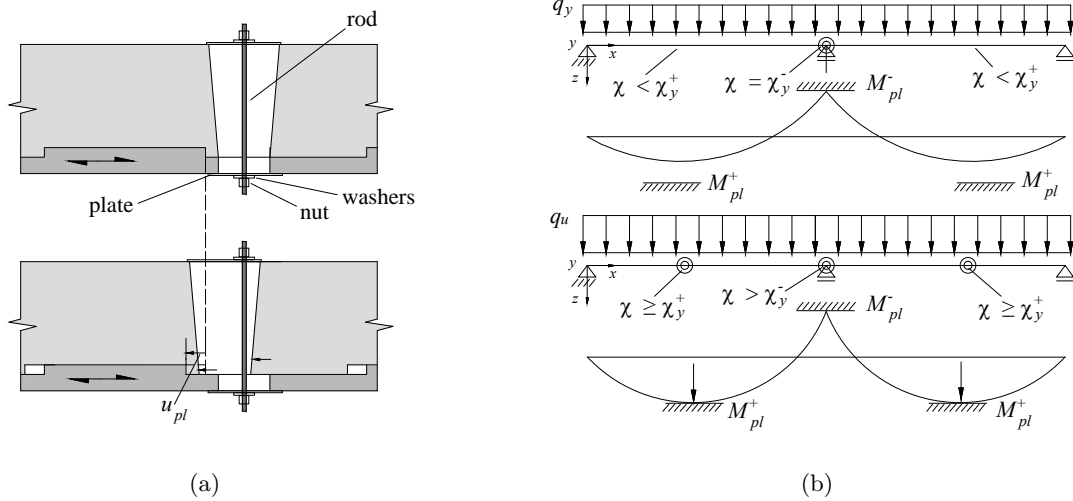 rod
plate
washers
nut
u_pl
(a)
q_y
y
x
z
χ < χ_y^+
χ = χ_y^-
M_pl^-
χ < χ_y^+
M_pl^+
M_pl^+
q_u
y
x
z
χ ≥ χ_y^+
χ > χ_y^-
M_pl^-
χ ≥ χ_y^+
M_pl^+
M_pl^+
(b)